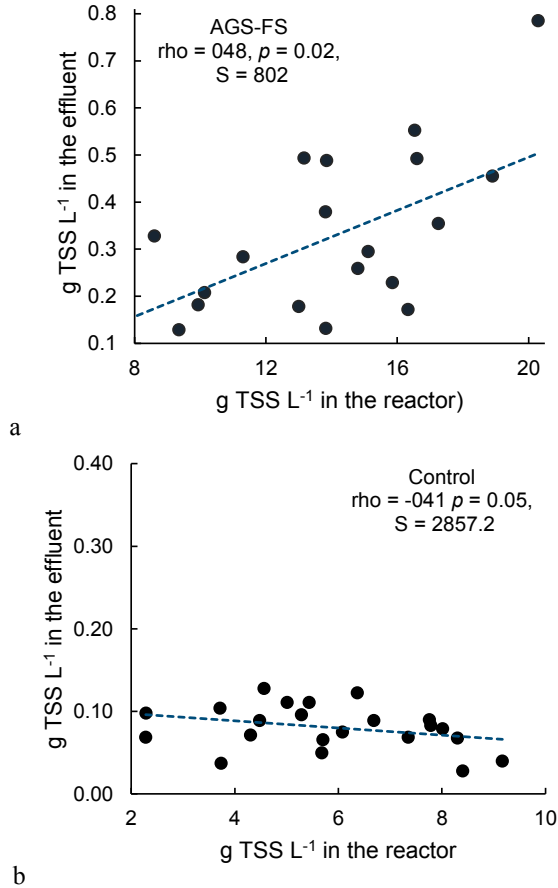 AGS-FS
rho = 048, p = 0.02,
S = 802
g TSS L-1 in the effluent
0.8
0.7
0.6
0.5
0.4
0.3
0.2
0.1
8 12 16 20
g TSS L-1 in the reactor)
a
Control
rho = -041 p = 0.05,
S = 2857.2
g TSS L-1 in the effluent
0.40
0.30
0.20
0.10
0.00
2 4 6 8 10
g TSS L-1 in the reactor
b